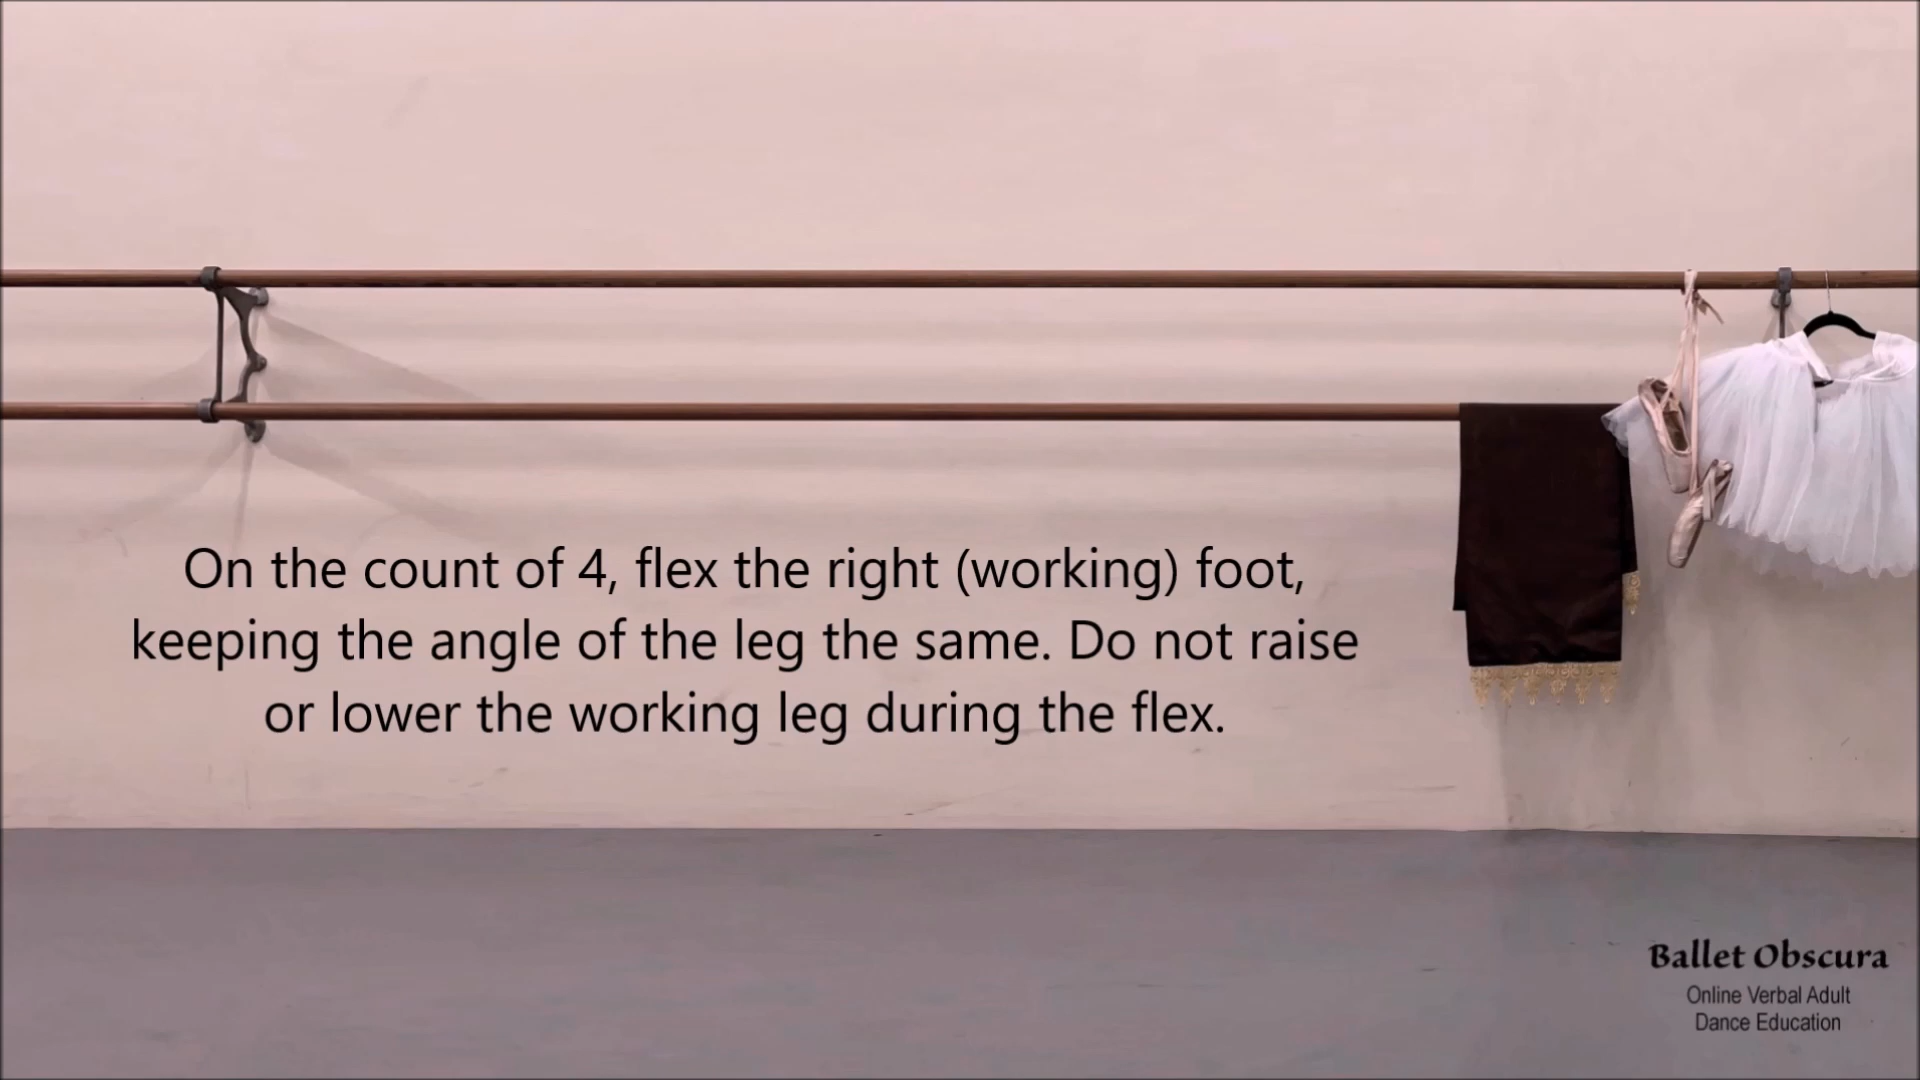 On the count of 4, flex the right (working) foot,
keeping the angle of the leg the same. Do not raise
or lower the working leg during the flex.
Ballet Obscura
Online Verbal Adult
Dance Education